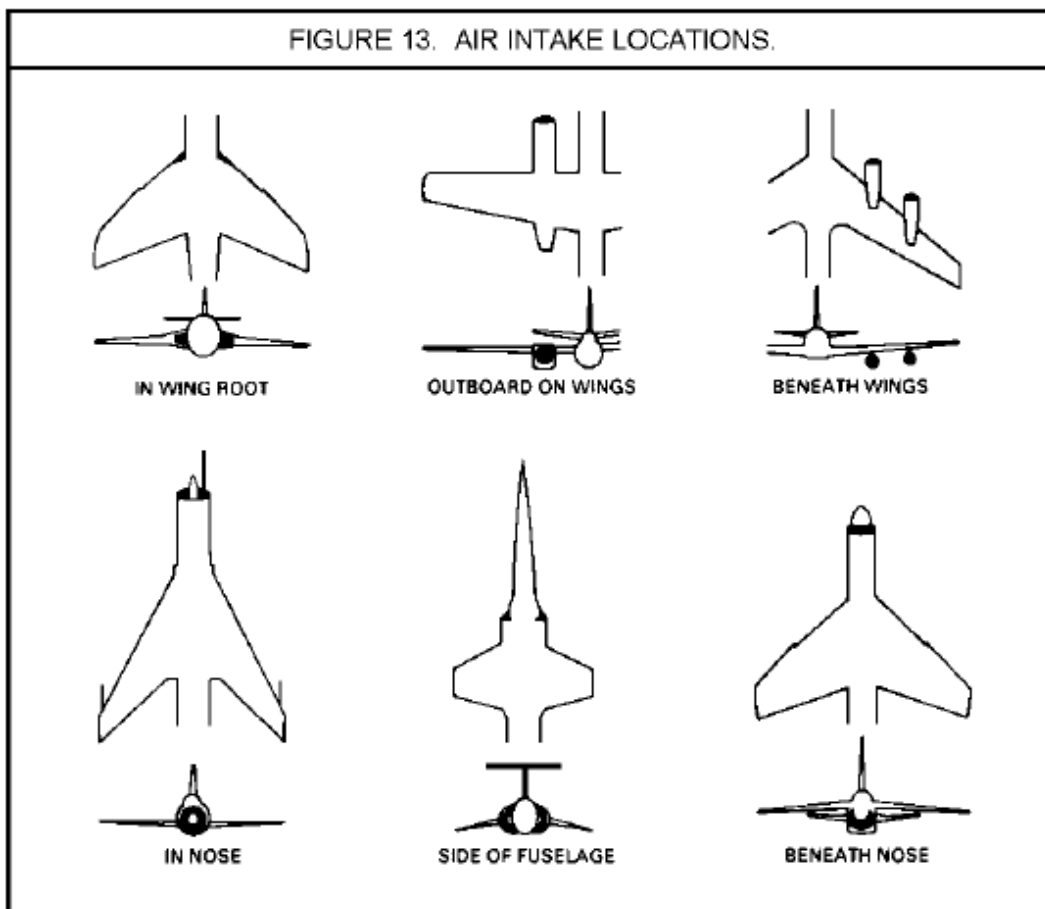 FIGURE 13. AIR INTAKE LOCATIONS.
IN WING ROOT
OUTBOARD ON WINGS
BENEATH WINGS
IN NOSE
SIDE OF FUSELAGE
BENEATH NOSE